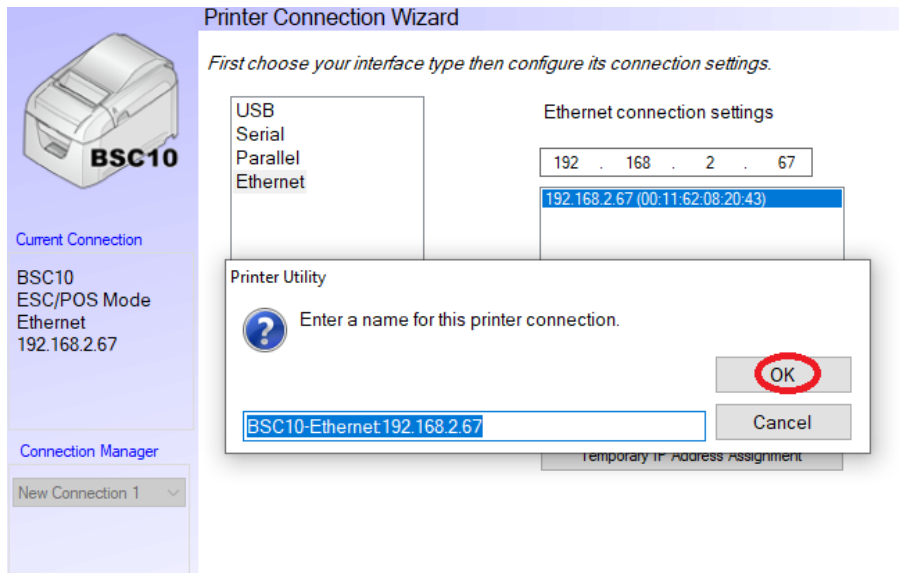 Printer Connection Wizard
First choose your interface type then configure its connection settings.
BSC10
USB
Serial
Parallel
Ethernet
Ethernet connection settings
192 . 168 . 2 . 67
192.168.2.67 (00:11:62:08:20:43)
Current Connection
BSC10
ESC/POS Mode
Ethernet
192.168.2.67
Printer Utility
Enter a name for this printer connection.
OK
BSC10-Ethernet:192.168.2.67
Cancel
Temporary IP Address Assignment
Connection Manager
New Connection 1